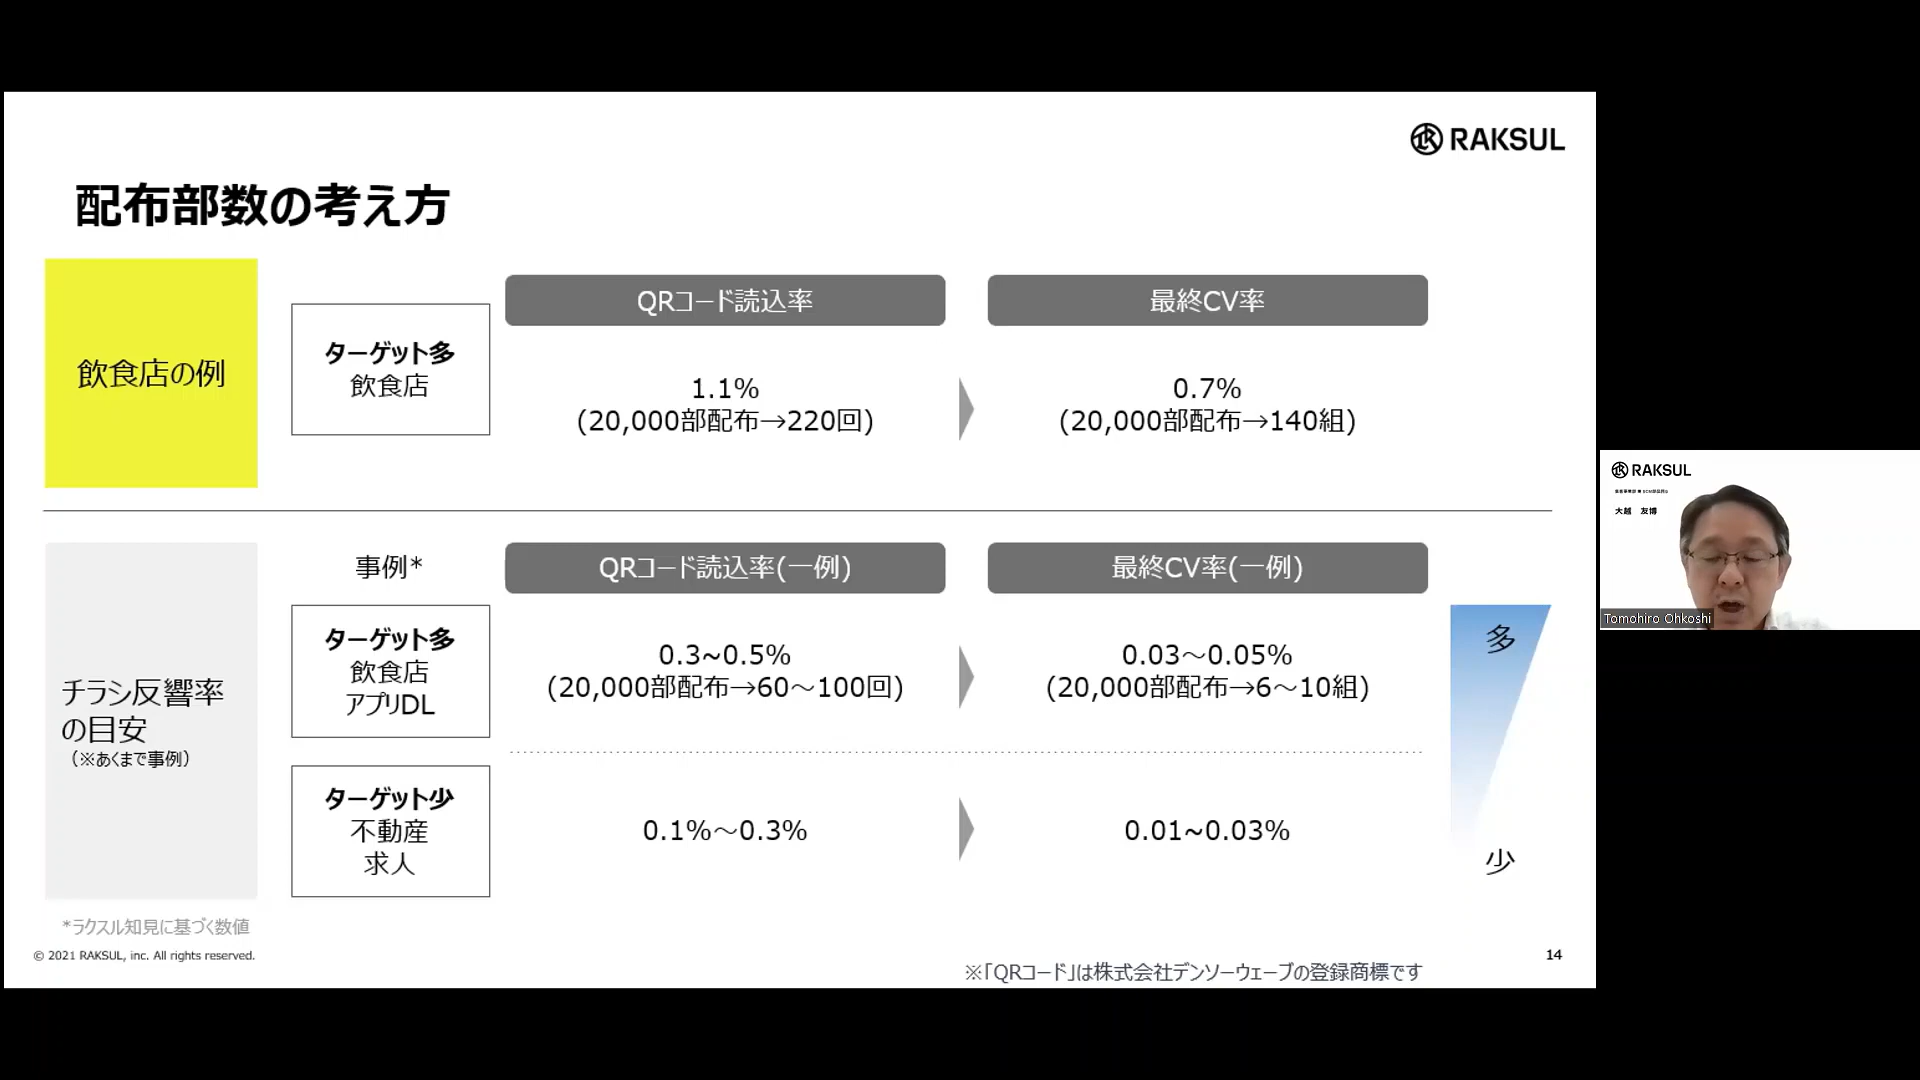 RAKSUL
配布部数の考え方
飲食店の例
ターゲット多
飲食店
QRコード読込率
1.1%
(20,000部配布→220回)
最終CV率
0.7%
(20,000部配布→140組)
チラシ反響率
の目安
(※あくまで事例)
事例*
QRコード読込率(一例)
最終CV率(一例)
ターゲット多
飲食店
アプリDL
0.3~0.5%
(20,000部配布→60～100回)
0.03～0.05%
(20,000部配布→6～10組)
ターゲット少
不動産
求人
0.1%～0.3%
0.01~0.03%
多
少
*ラクスル知見に基づく数値
© 2021 RAKSUL, inc. All rights reserved.
14
※「QRコード」は株式会社デンソーウェーブの登録商標です
RAKSUL
大越 友博
Tomohiro Ohkoshi